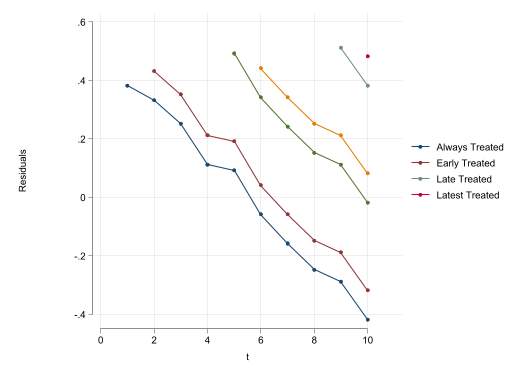 .6
.4
.2
0
-.2
-.4
Residuals
0 2 4 6 8 10
t
Always Treated
Early Treated
Late Treated
Latest Treated